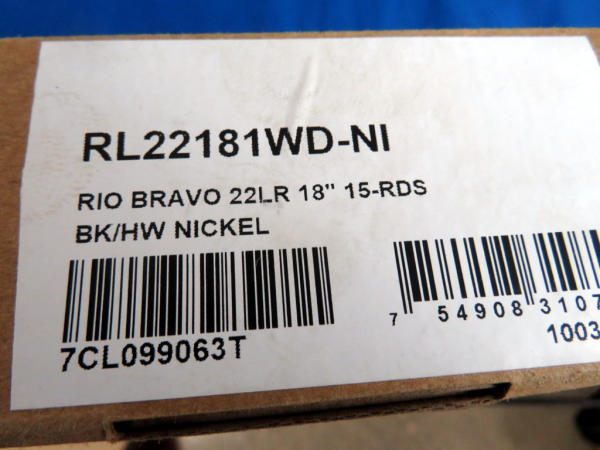 RL22181WD-NI
RIO BRAVO 22LR 18" 15-RDS
BK/HW NICKEL
7CL099063T
7 54908 3107
1003